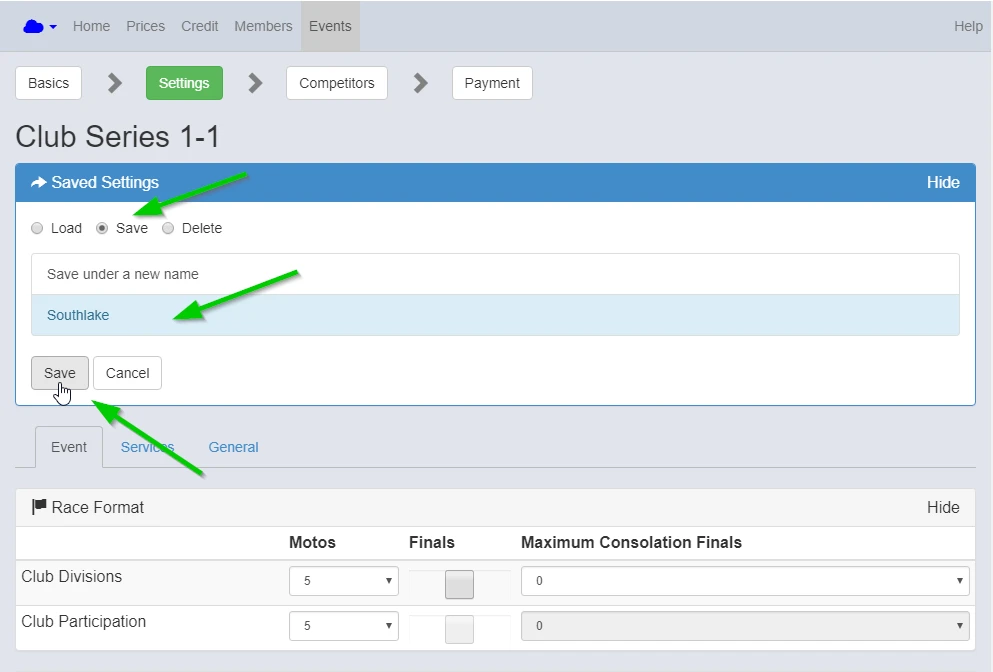 Home Prices Credit Members Events Help
Basics Settings Competitors Payment
Club Series 1-1
Saved Settings Hide
Load Save Delete
Save under a new name
Southlake
Save Cancel
Event Services General
Race Format Hide
Motos Finals Maximum Consolation Finals
Club Divisions 5 0
Club Participation 5 0